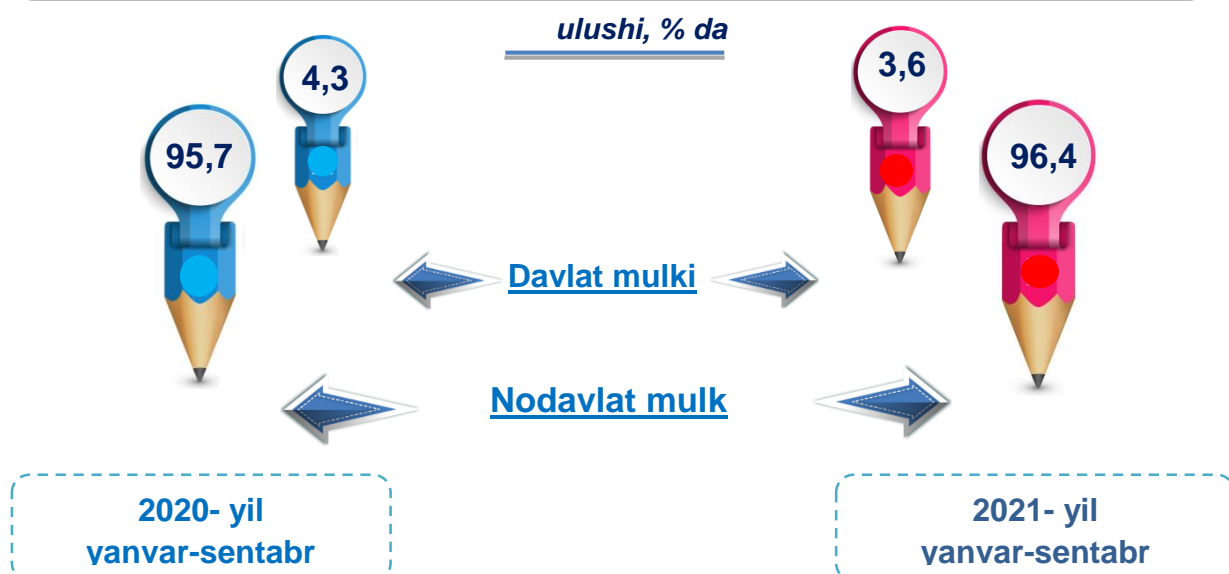 ulushi, % da
4,3
3,6
95,7
96,4
Davlat mulki
Nodavlat mulk
2020- yil
yanvar-sentabr
2021- yil
yanvar-sentabr